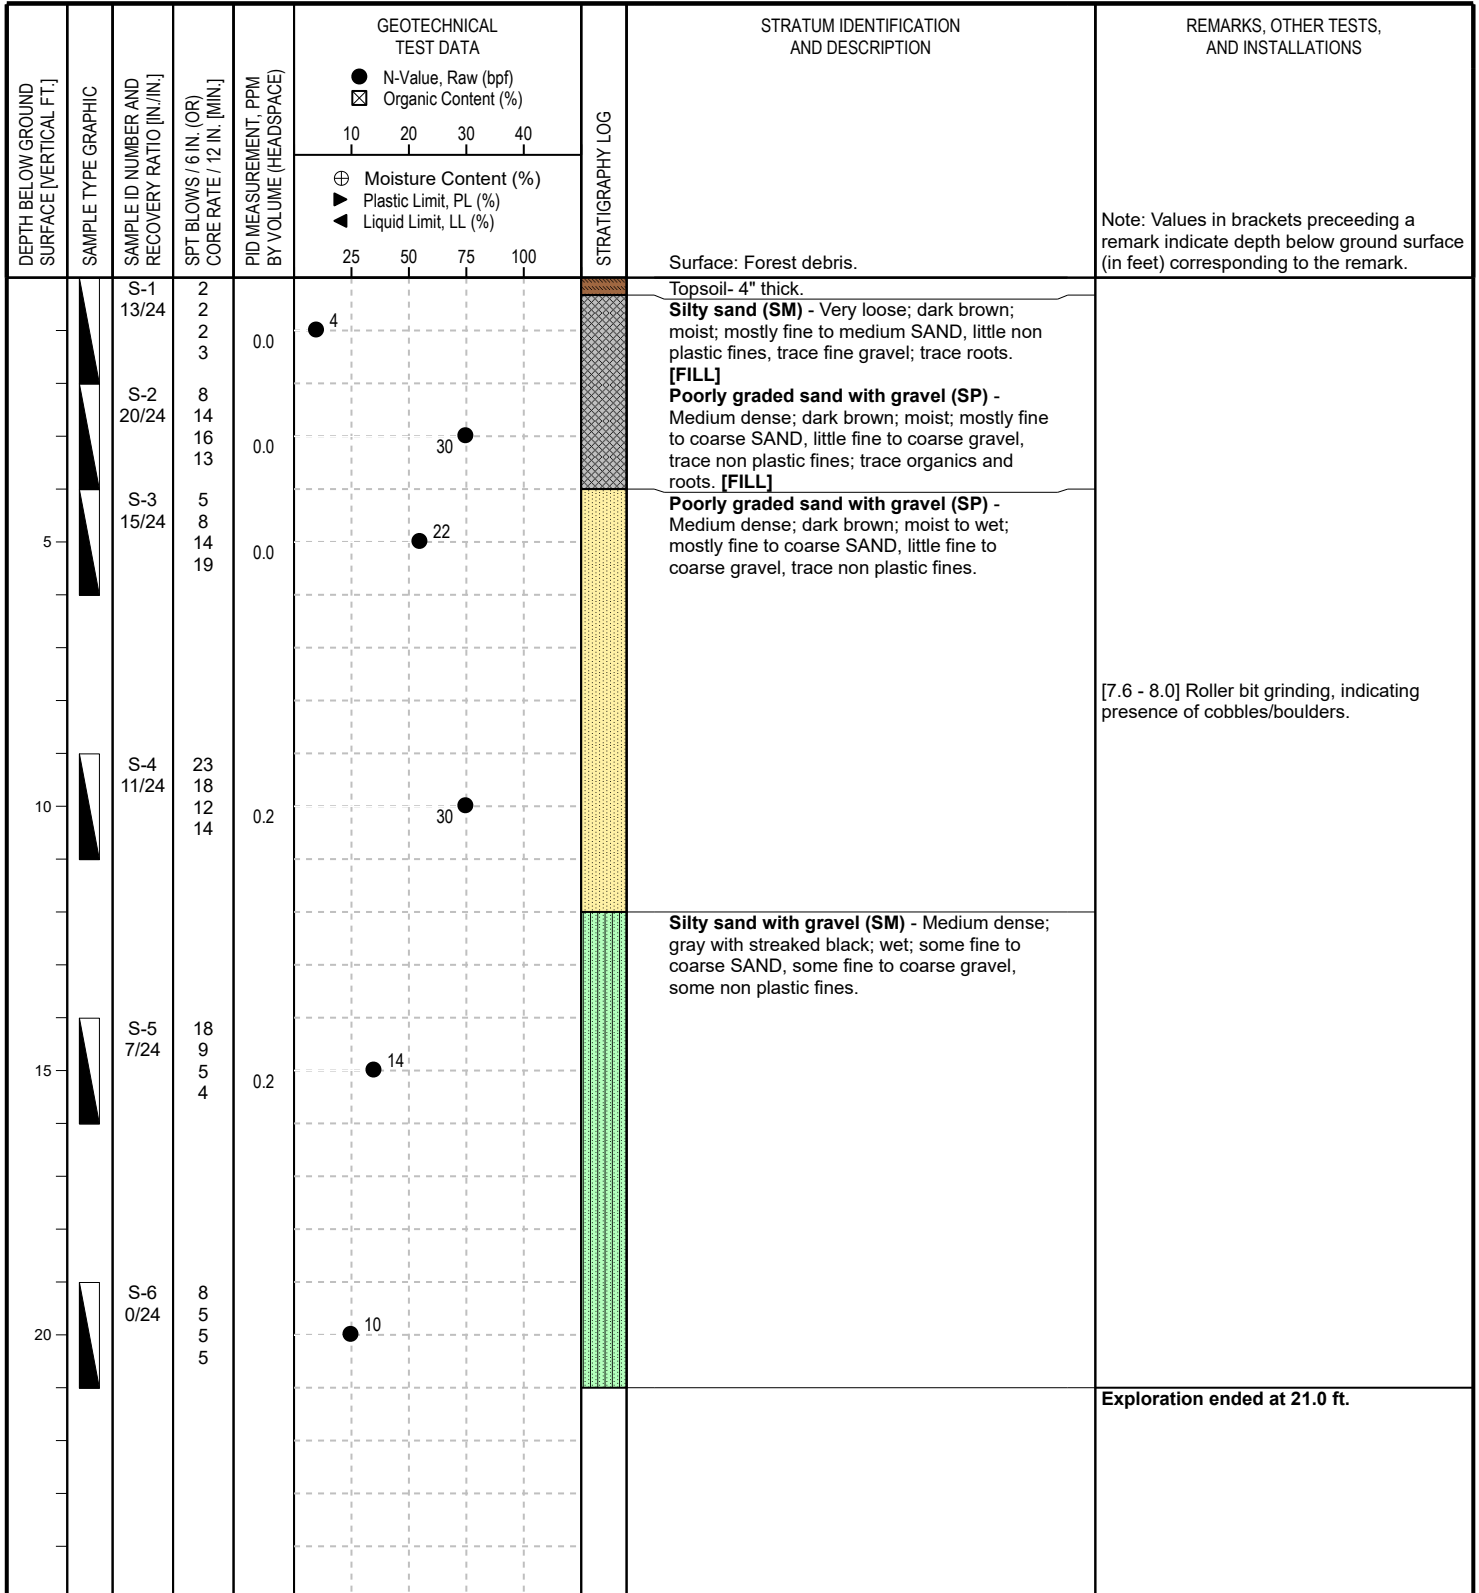 DEPTH BELOW GROUND
SURFACE [VERTICAL FT.]
SAMPLE TYPE GRAPHIC
SAMPLE ID NUMBER AND
RECOVERY RATIO [IN./IN.]
SPT BLOWS / 6 IN. (OR)
CORE RATE / 12 IN. [MIN.]
PID MEASUREMENT, PPM
BY VOLUME (HEADSPACE)
GEOTECHNICAL
TEST DATA
N-Value, Raw (bpf)
Organic Content (%)
10 20 30 40
Moisture Content (%)
Plastic Limit, PL (%)
Liquid Limit, LL (%)
25 50 75 100
STRATIGRAPHY LOG
STRATUM IDENTIFICATION
AND DESCRIPTION
Surface: Forest debris.
REMARKS, OTHER TESTS,
AND INSTALLATIONS
Note: Values in brackets preceeding a
remark indicate depth below ground surface
(in feet) corresponding to the remark.
S-1
13/24
2
2
2
3
0.0
4
Topsoil- 4" thick.
Silty sand (SM) - Very loose; dark brown;
moist; mostly fine to medium SAND, little non
plastic fines, trace fine gravel; trace roots.
[FILL]
S-2
20/24
8
14
16
13
0.0
30
Poorly graded sand with gravel (SP) -
Medium dense; dark brown; moist; mostly fine
to coarse SAND, little fine to coarse gravel,
trace non plastic fines; trace organics and
roots. [FILL]
5
S-3
15/24
5
8
14
19
0.0
22
Poorly graded sand with gravel (SP) -
Medium dense; dark brown; moist to wet;
mostly fine to coarse SAND, little fine to
coarse gravel, trace non plastic fines.
[7.6 - 8.0] Roller bit grinding, indicating
presence of cobbles/boulders.
10
S-4
11/24
23
18
12
14
0.2
30
Silty sand with gravel (SM) - Medium dense;
gray with streaked black; wet; some fine to
coarse SAND, some fine to coarse gravel,
some non plastic fines.
15
S-5
7/24
18
9
5
4
0.2
14
20
S-6
0/24
8
5
5
5
10
Exploration ended at 21.0 ft.